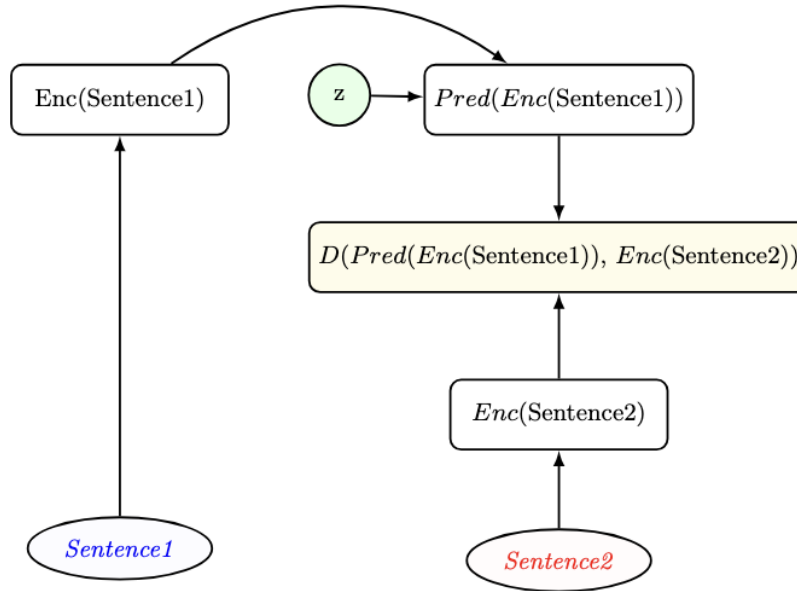 Enc(Sentence1)
z
Pred(Enc(Sentence1))
D(Pred(Enc(Sentence1)), Enc(Sentence2))
Enc(Sentence2)
Sentence1
Sentence2